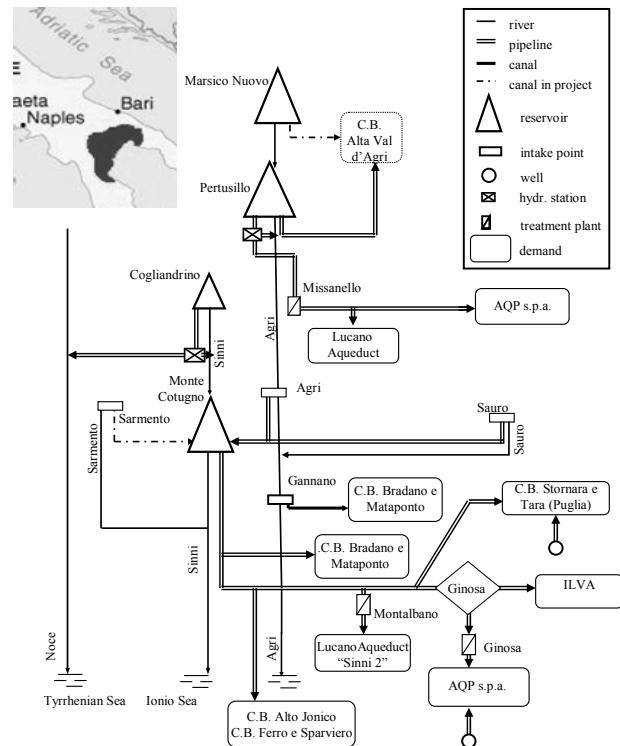 Adriatic Sea
E
aeta
Naples
Bari
river
pipeline
canal
canal in project
reservoir
intake point
well
hydr. station
treatment plant
demand
Marsico Nuovo
C.B.
Alta Val
d'Agri
Pertusillo
Missanello
AQP s.p.a.
Lucano
Aqueduct
Cogliandrino
Sinni
Agri
Monte
Cotugno
Agri
Sarmento
Sarmento
Sauro
Sauro
Gannano
C.B. Bradano e
Mataponto
C.B. Stornara e
Tara (Puglia)
.C.B. Bradano e
Mataponto
Sinni
Ginosa
ILVA
Montalbano
Ginosa
LucanoAqueduct
"Sinni 2"
AQP s.p.a.
Noce
Agri
Tyrrhenian Sea
Ionio Sea
C.B. Alto Jonico
C.B. Ferro e Sparviero